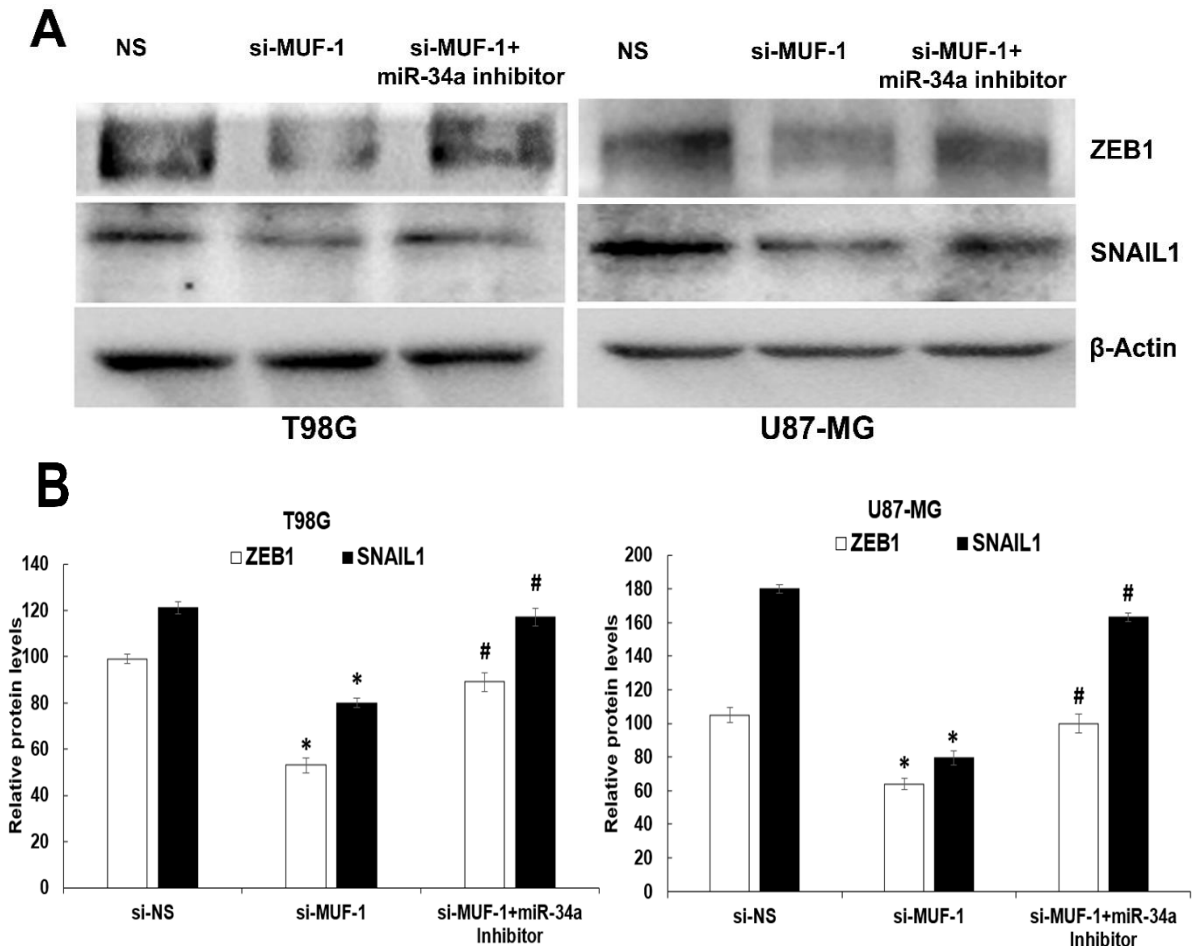 A
NS
si-MUF-1
si-MUF-1+
miR-34a inhibitor
NS
si-MUF-1
si-MUF-1+
miR-34a inhibitor
ZEB1
SNAIL1
β-Actin
T98G
U87-MG
B
T98G
□ZEB1 ■SNAIL1
Relative protein levels
140
120
100
80
60
40
20
0
*
*
#
#
si-NS
si-MUF-1
si-MUF-1+miR-34a
Inhibitor
U87-MG
□ZEB1 ■SNAIL1
Relative protein levels
200
180
160
140
120
100
80
60
40
20
0
*
*
#
#
si-NS
si-MUF-1
si-MUF-1+miR-34a
Inhibitor